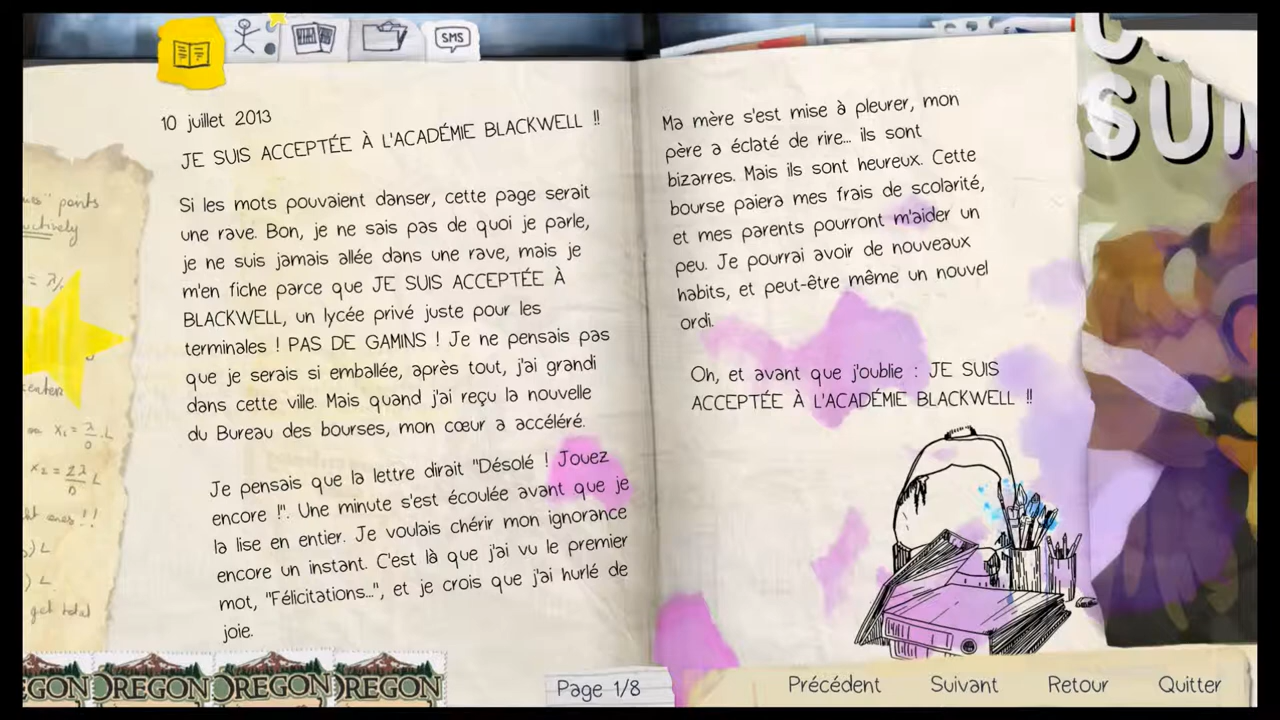 SMS
10 juillet 2013
JE SUIS ACCEPTÉE À L'ACADÉMIE BLACKWELL !!
Si les mots pouvaient danser, cette page serait
une rave. Bon, je ne sais pas de quoi je parle,
je ne suis jamais allée dans une rave, mais je
m'en fiche parce que JE SUIS ACCEPTÉE À
BLACKWELL, un lycée privé juste pour les
terminales ! PAS DE GAMINS ! Je ne pensais pas
que je serais si emballée, après tout, j'ai grandi
dans cette ville. Mais quand j'ai reçu la nouvelle
du Bureau des bourses, mon cœur a accéléré.
Je pensais que la lettre dirait "Désolé ! Jouez
encore !". Une minute s'est écoulée avant que je
la lise en entier. Je voulais chérir mon ignorance
encore un instant. C'est là que j'ai vu le premier
mot, "Félicitations...", et je crois que j'ai hurlé de
joie.
Ma mère s'est mise à pleurer, mon
père a éclaté de rire... ils sont
bizarres. Mais ils sont heureux. Cette
bourse paiera mes frais de scolarité,
et mes parents pourront m'aider un
peu. Je pourrai avoir de nouveaux
habits, et peut-être même un nouvel
ordi.
Oh, et avant que j'oublie : JE SUIS
ACCEPTÉE À L'ACADÉMIE BLACKWELL !!
pants
get total
EGON OREGON OREGON OREGON
Page 1/8
Précédent Suivant Retour Quitter